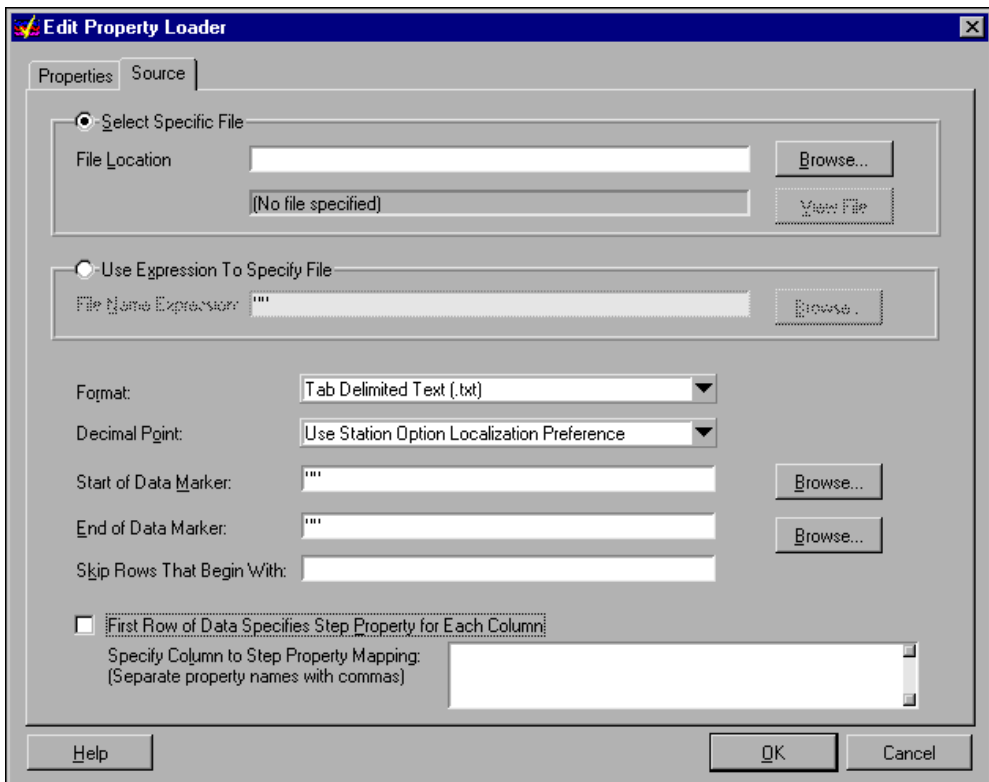 Edit Property Loader
Properties
Source
Select Specific File
File Location
Browse...
(No file specified)
View File
Use Expression To Specify File
File Name Expression:
""
Browse...
Format:
Tab Delimited Text (.txt)
Decimal Point:
Use Station Option Localization Preference
Start of Data Marker:
""
Browse...
End of Data Marker:
""
Browse...
Skip Rows That Begin With:
First Row of Data Specifies Step Property for Each Column
Specify Column to Step Property Mapping:
(Separate property names with commas)
Help
OK
Cancel